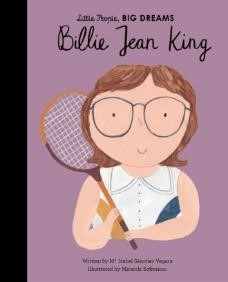 Little People, BIG DREAMS
Billie Jean King
Written by Mª Isabel Sánchez Vegara
Illustrated by Miranda Sofroniou